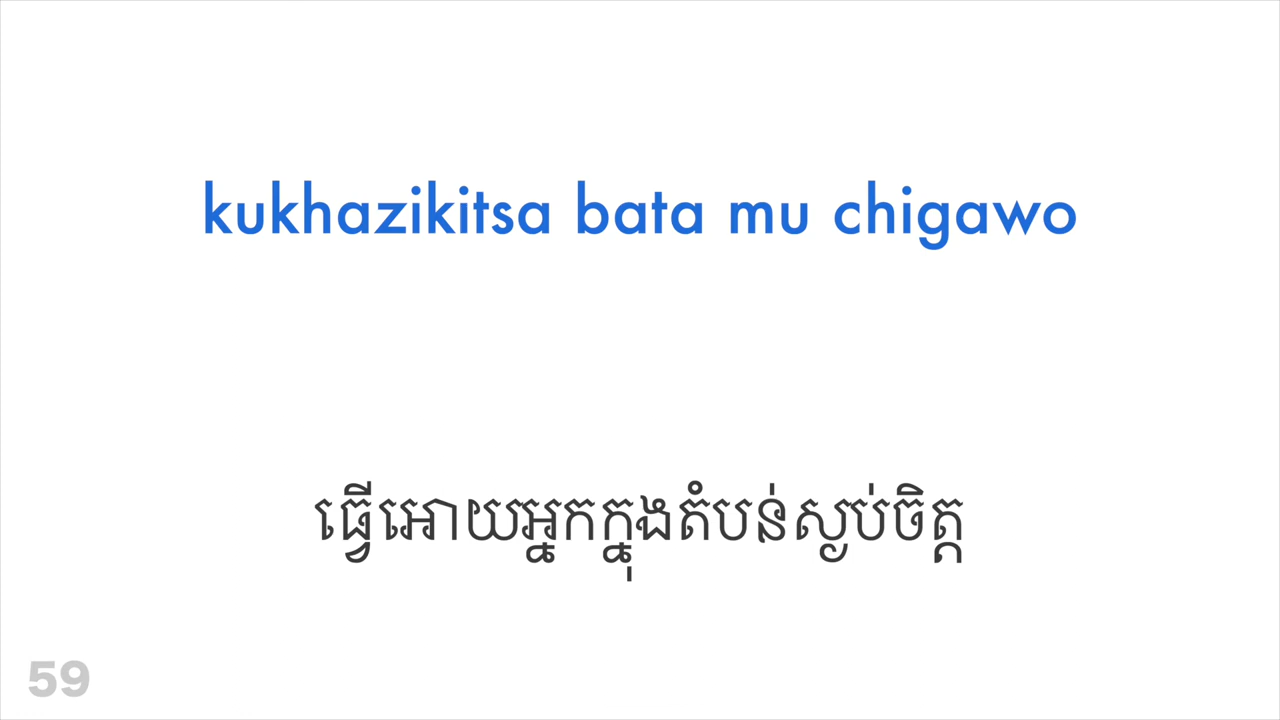 kukhazikitsa bata mu chigawo
ធ្វើអោយអ្នកក្នុងតំបន់ស្ងប់ចិត្ត
59